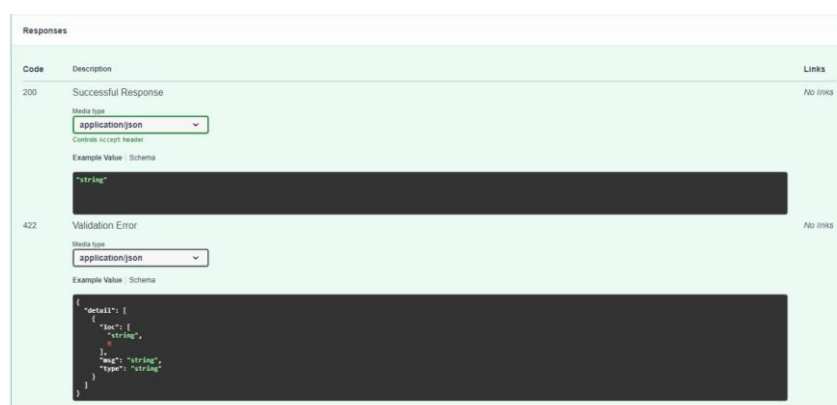 Responses
Code Description Links
200 Successful Response No links
Media type
application/json
Controls Accept header.
Example Value | Schema
"string"
422 Validation Error No links
Media type
application/json
Example Value | Schema
{
"detail": [
{
"loc": [
"string",
0
],
"msg": "string",
"type": "string"
}
]
}